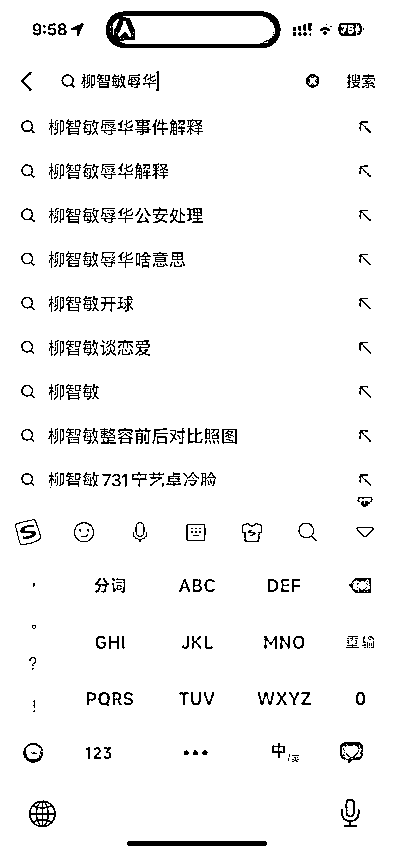 9:58 78
柳智敏辱华 搜索
柳智敏辱华事件解释
柳智敏辱华解释
柳智敏辱华公安处理
柳智敏辱华啥意思
柳智敏开球
柳智敏谈恋爱
柳智敏
柳智敏整容前后对比照图
柳智敏731宁艺卓冷脸
， 分词 ABC DEF
。
GHI JKL MNO 重输
？
！ PQRS TUV WXYZ 0
123 中/英